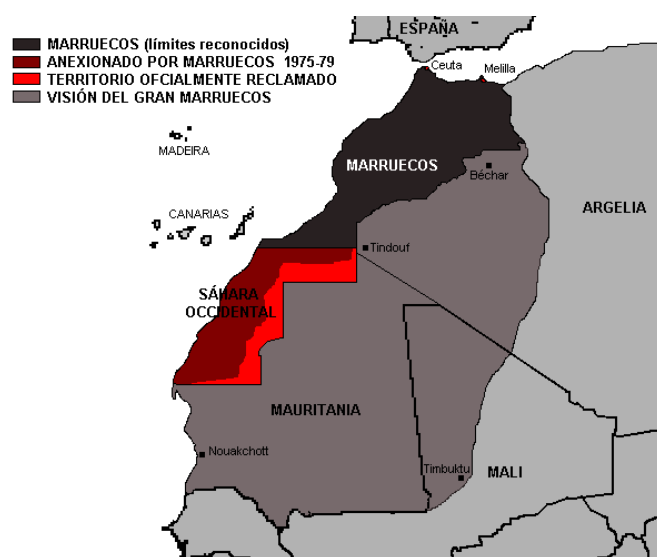 MARRUECOS (límites reconocidos)
ANEXIONADO POR MARRUECOS 1975-79
TERRITORIO OFCIALMENTE RECLAMADO
VISIÓN DEL GRAN MARRUECOS
ESPAÑA
Ceuta
Melilla
MADEIRA
MARRUECOS
Béchar
CANARIAS
ARGELIA
Tindouf
SÁHARA
OCCIDENTAL
MAURITANIA
Nouakchott
Timbuktu
MALI